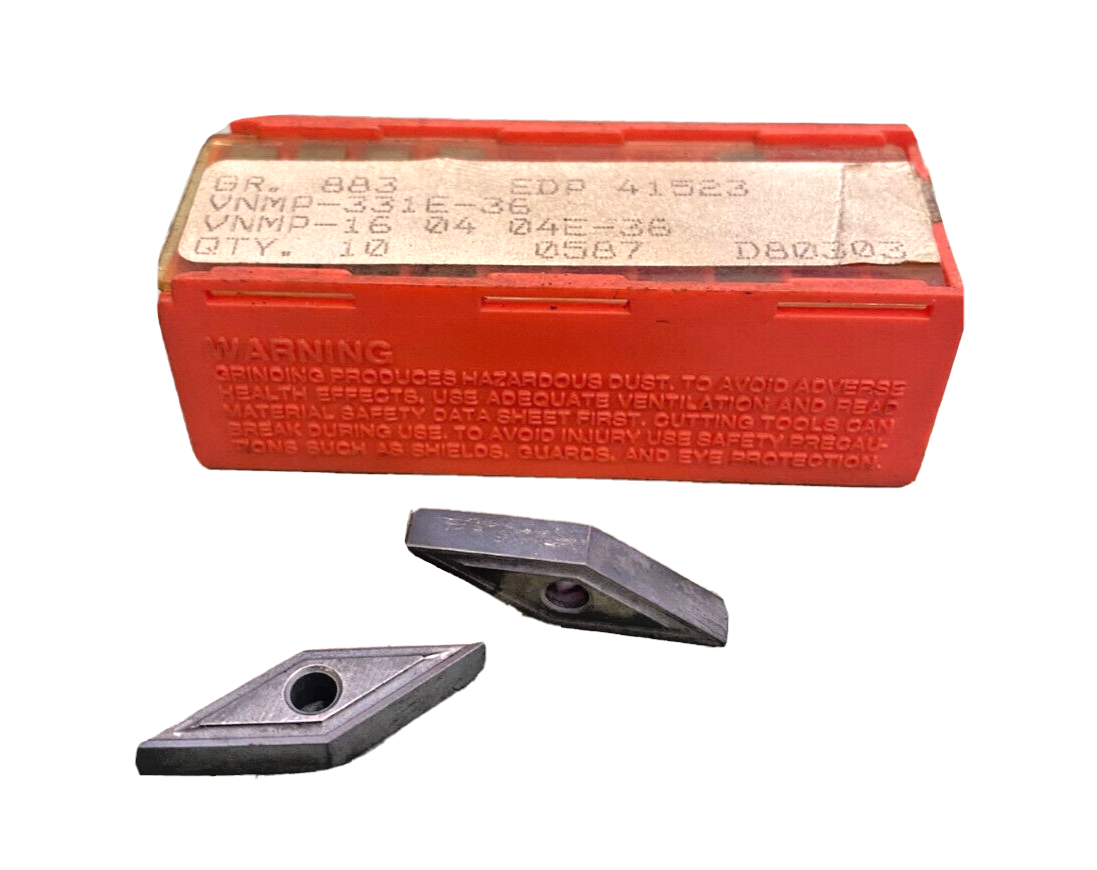 GR. 883 EDP 41523
VNMP-331E-36
VNMP-16 04 04E-36
QTY. 10 0587 D80303
WARNING
GRINDING PRODUCES HAZARDOUS DUST. TO AVOID ADVERSE
HEALTH EFFECTS, USE ADEQUATE VENTILATION AND READ
MATERIAL SAFETY DATA SHEET FIRST. CUTTING TOOLS CAN
BREAK DURING USE. TO AVOID INJURY USE SAFETY PRECAU-
TIONS SUCH AS SHIELDS, GUARDS, AND EYE PROTECTION.